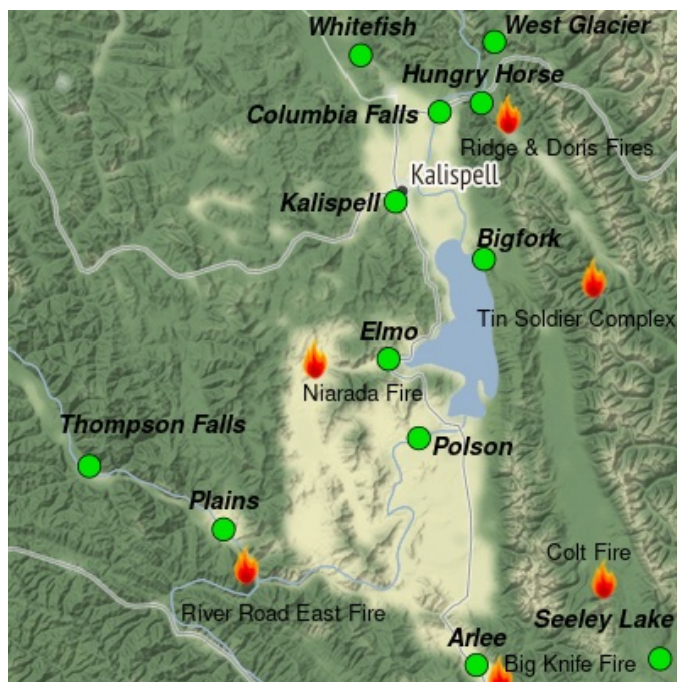 Whitefish
West Glacier
Hungry Horse
Columbia Falls
Ridge & Doris Fires
Kalispell
Kalispell
Bigfork
Tin Soldier Complex
Elmo
Niarada Fire
Thompson Falls
Polson
Plains
Colt Fire
River Road East Fire
Seeley Lake
Arlee
Big Knife Fire